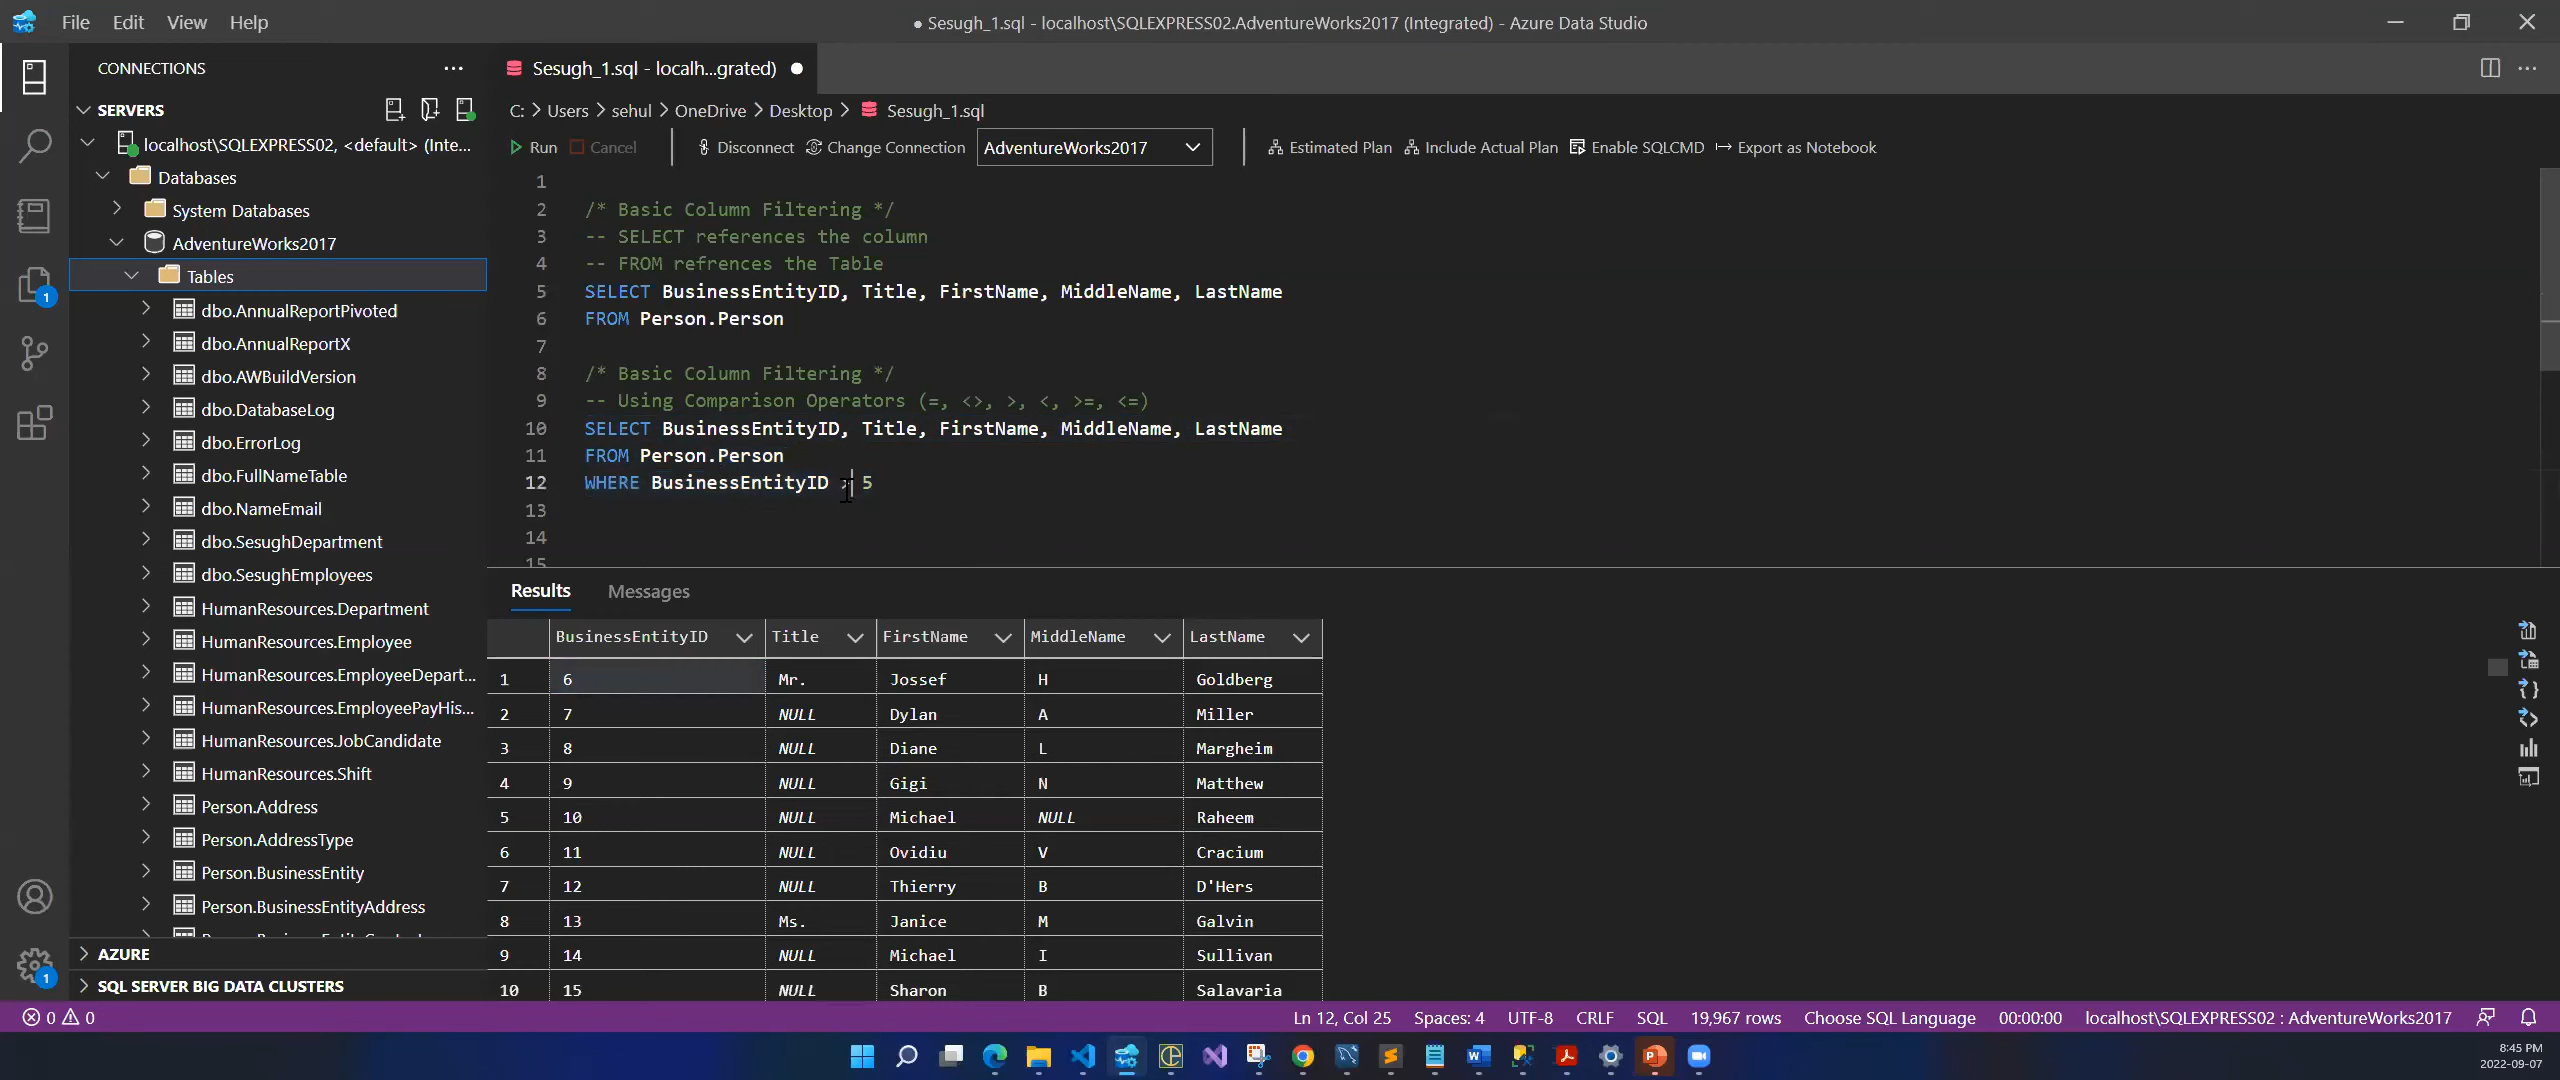 File Edit View Help
● Sesugh_1.sql - localhost\SQLEXPRESS02.AdventureWorks2017 (Integrated) - Azure Data Studio
CONNECTIONS
SERVERS
localhost\SQLEXPRESS02, <default> (Inte...
Databases
System Databases
AdventureWorks2017
Tables
dbo.AnnualReportPivoted
dbo.AnnualReportX
dbo.AWBuildVersion
dbo.DatabaseLog
dbo.ErrorLog
dbo.FullNameTable
dbo.NameEmail
dbo.SesughDepartment
dbo.SesughEmployees
HumanResources.Department
HumanResources.Employee
HumanResources.EmployeeDepart...
HumanResources.EmployeePayHis...
HumanResources.JobCandidate
HumanResources.Shift
Person.Address
Person.AddressType
Person.BusinessEntity
Person.BusinessEntityAddress
AZURE
SQL SERVER BIG DATA CLUSTERS
1
1
Sesugh_1.sql - localh...grated)
C: > Users > sehul > OneDrive > Desktop > Sesugh_1.sql
Run Cancel Disconnect Change Connection AdventureWorks2017 Estimated Plan Include Actual Plan Enable SQLCMD Export as Notebook
1
2 /* Basic Column Filtering */
3 -- SELECT references the column
4 -- FROM refrences the Table
5 SELECT BusinessEntityID, Title, FirstName, MiddleName, LastName
6 FROM Person.Person
7
8 /* Basic Column Filtering */
9 -- Using Comparison Operators (=, <>, >, <, >=, <=)
10 SELECT BusinessEntityID, Title, FirstName, MiddleName, LastName
11 FROM Person.Person
12 WHERE BusinessEntityID 5
13
14
15
Results Messages
BusinessEntityID Title FirstName MiddleName LastName
1 6 Mr. Jossef H Goldberg
2 7 NULL Dylan A Miller
3 8 NULL Diane L Margheim
4 9 NULL Gigi N Matthew
5 10 NULL Michael NULL Raheem
6 11 NULL Ovidiu V Cracium
7 12 NULL Thierry B D'Hers
8 13 Ms. Janice M Galvin
9 14 NULL Michael I Sullivan
10 15 NULL Sharon B Salavaria
0 0 Ln 12, Col 25 Spaces: 4 UTF-8 CRLF SQL 19,967 rows Choose SQL Language 00:00:00 localhost\SQLEXPRESS02 : AdventureWorks2017
8:45 PM
2022-09-07